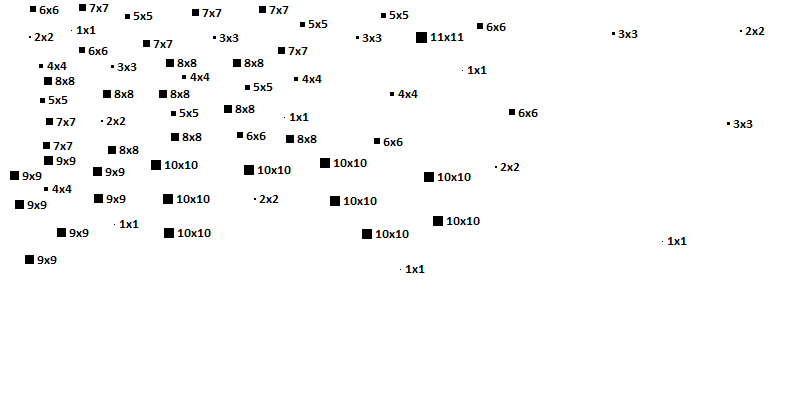 6x6 7x7 5x5 7x7 7x7 5x5
5x5 6x6
2x2 1x1 3x3 3x3 11x11 3x3 2x2
6x6 7x7 7x7
4x4 3x3 8x8 8x8 1x1
8x8 4x4 4x4
5x5 8x8 8x8 5x5 4x4
7x7 2x2 5x5 8x8 1x1 6x6 3x3
7x7 8x8 8x8 6x6 8x8 6x6
9x9 10x10 10x10 2x2
9x9 9x9 10x10 10x10
4x4
9x9 9x9 10x10 2x2 10x10
1x1 10x10
9x9 10x10 10x10 1x1
9x9 1x1